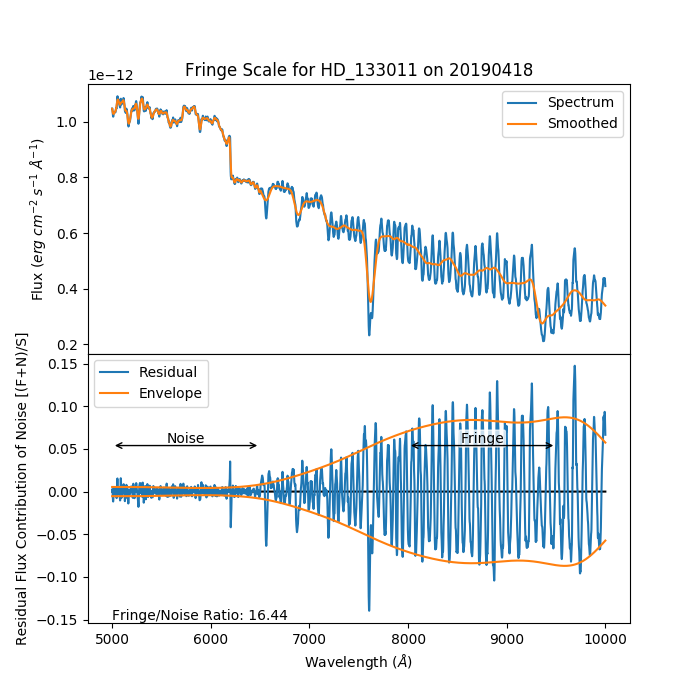 Fringe Scale for HD_133011 on 20190418
1e−12
Spectrum
Smoothed
1.0
0.8
0.6
0.4
0.2
Flux (erg cm⁻² s⁻¹ Å⁻¹)
Residual
Envelope
0.15
0.10
0.05
0.00
−0.05
−0.10
−0.15
Noise
Fringe
Residual Flux Contribution of Noise [(F+N)/S]
Fringe/Noise Ratio: 16.44
5000 6000 7000 8000 9000 10000
Wavelength (Å)